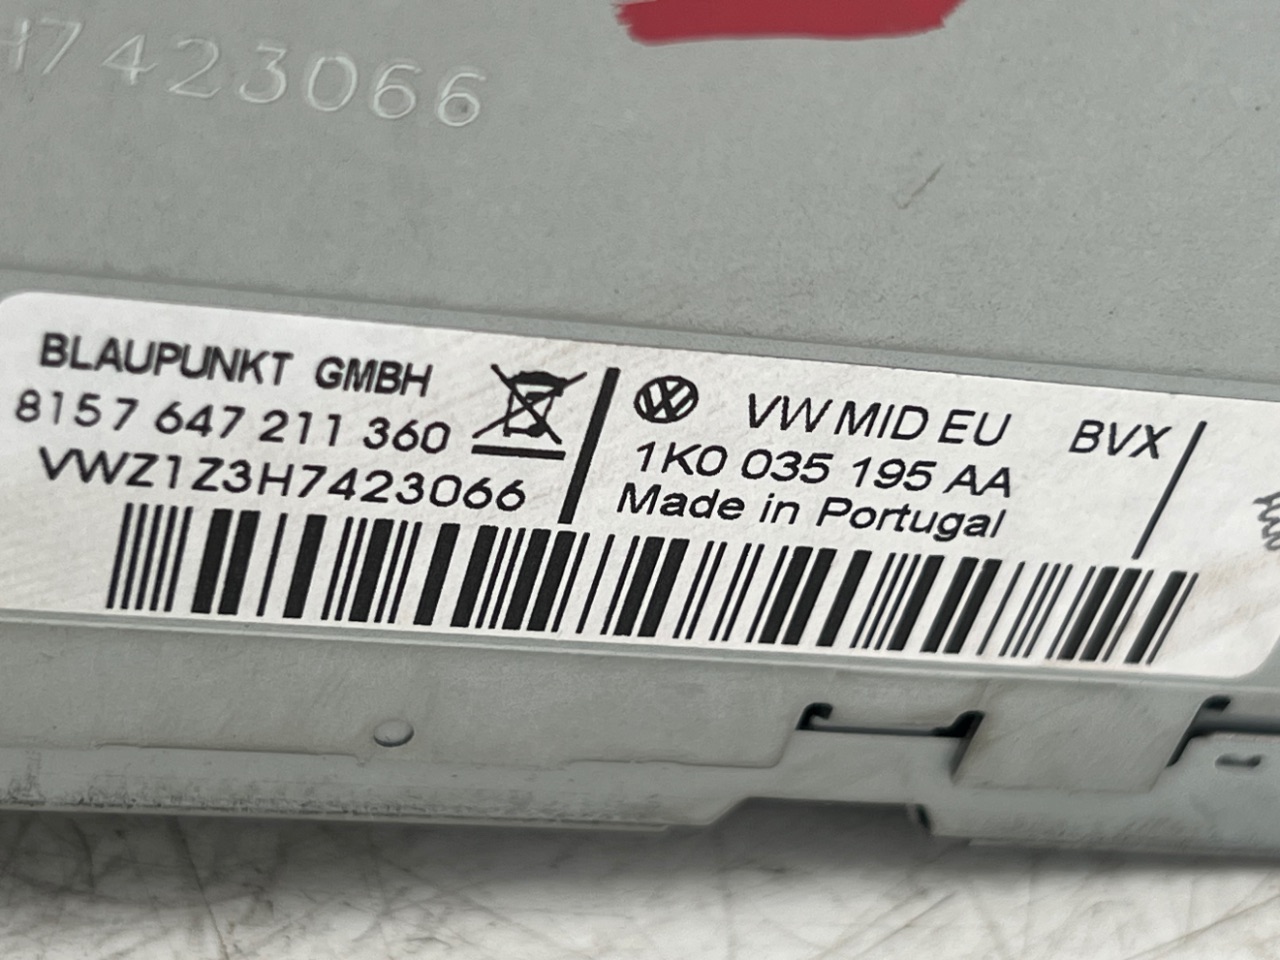 H7423066
BLAUPUNKT GMBH
8157 647 211 360
VWZ1Z3H7423066
VW MID EU BVX
1K0 035 195 AA
Made in Portugal